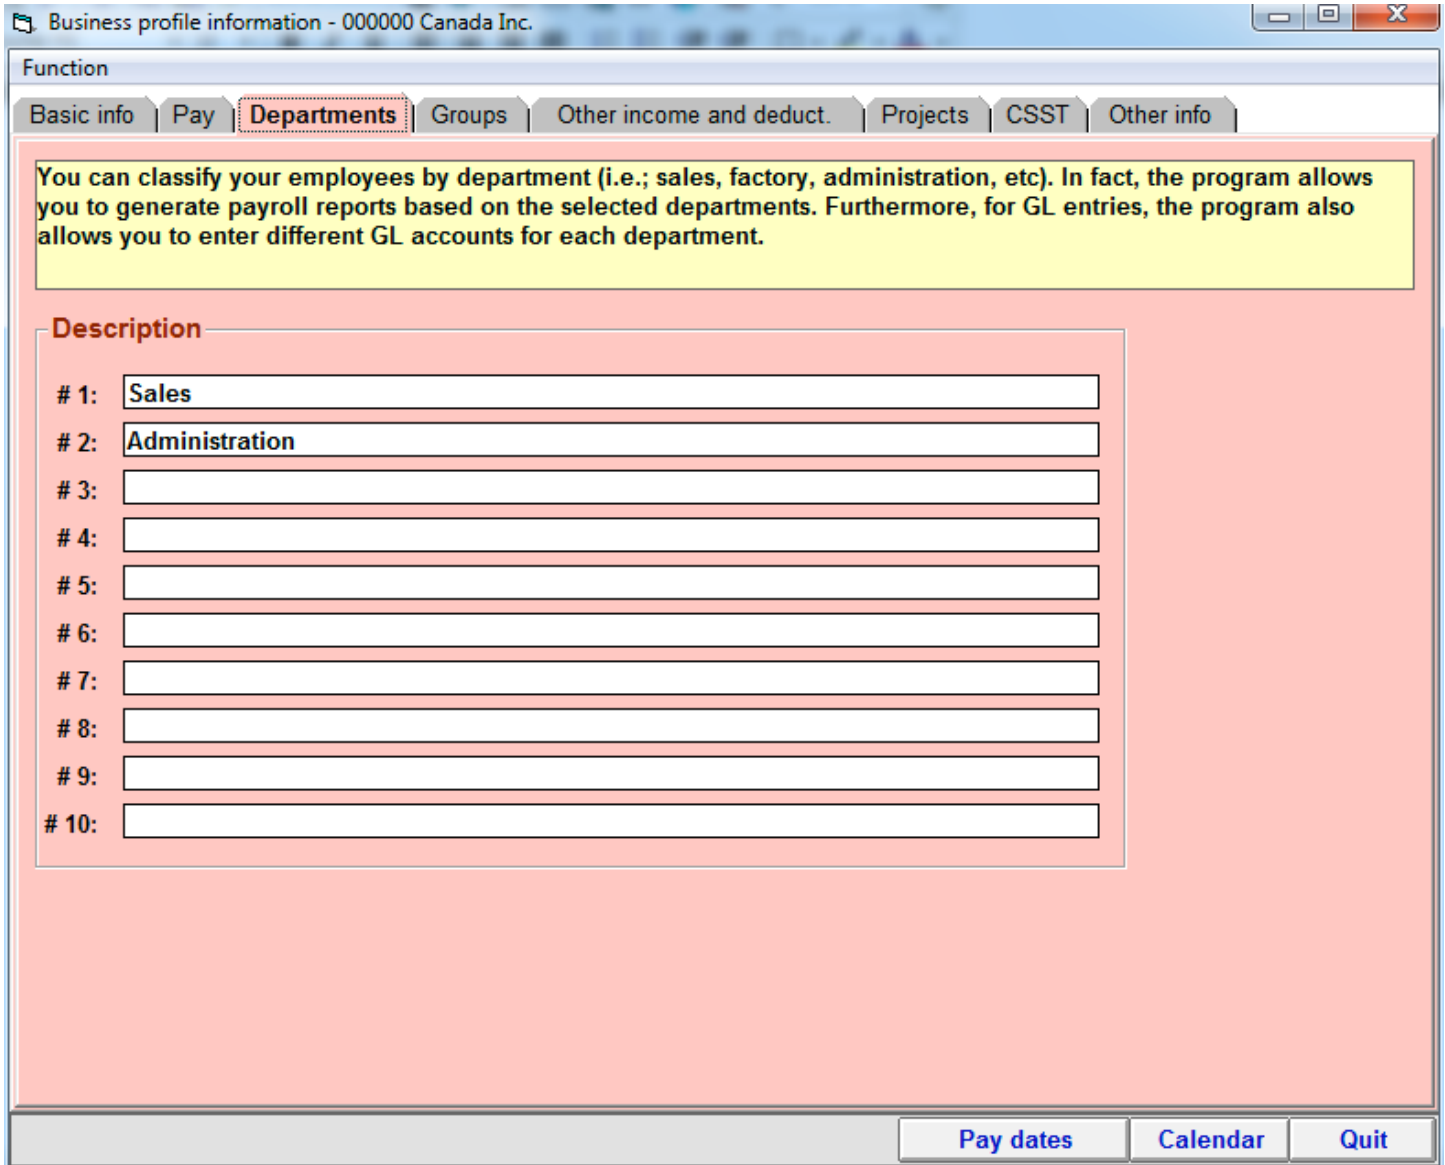 Business profile information - 000000 Canada Inc.
Function
Basic info Pay Departments Groups Other income and deduct. Projects CSST Other info
You can classify your employees by department (i.e.; sales, factory, administration, etc). In fact, the program allows
you to generate payroll reports based on the selected departments. Furthermore, for GL entries, the program also
allows you to enter different GL accounts for each department.
Description
# 1: Sales
# 2: Administration
# 3:
# 4:
# 5:
# 6:
# 7:
# 8:
# 9:
# 10:
Pay dates Calendar Quit